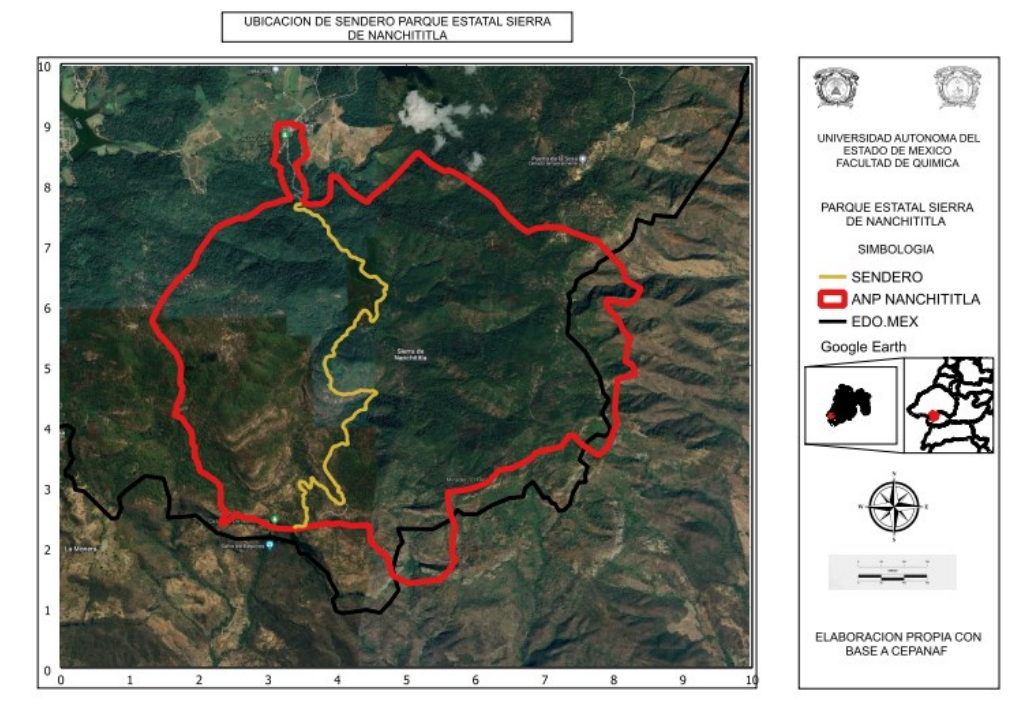 UBICACION DE SENDERO PARQUE ESTATAL SIERRA
DE NANCHITITLA
10
9
8
7
6
5
4
3
2
1
0
0 1 2 3 4 5 6 7 8 9 10
Sierra de
Nanchititla
La Monera
UNIVERSIDAD AUTONOMA DEL
ESTADO DE MEXICO
FACULTAD DE QUIMICA
PARQUE ESTATAL SIERRA
DE NANCHITITLA
SIMBOLOGIA
SENDERO
ANP NANCHITITLA
EDO.MEX
Google Earth
N
W E
S
ELABORACION PROPIA CON
BASE A CEPANAF